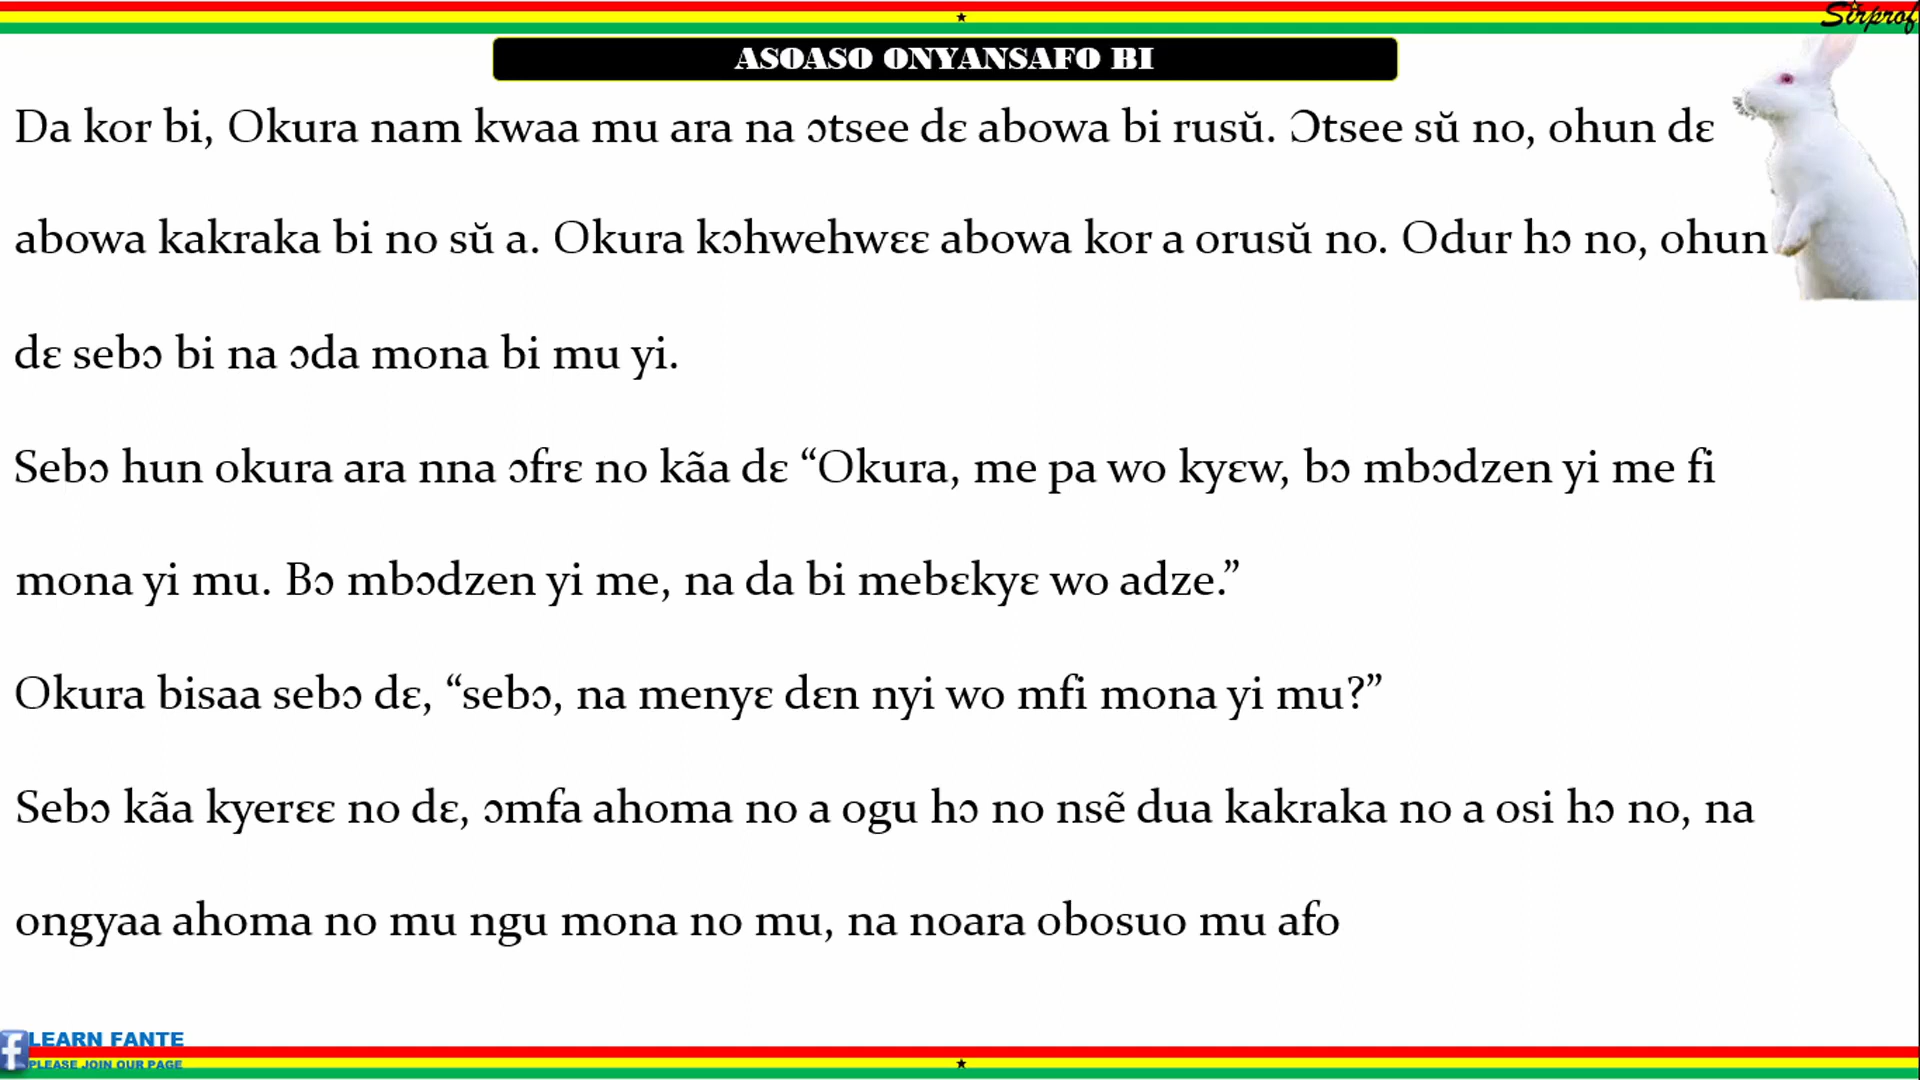 Sirprof
ASOASO ONYANSAFO BI
Da kor bi, Okura nam kwaa mu ara na ɔtsee dɛ abowa bi rusŭ. Ɔtsee sŭ no, ohun dɛ
abowa kakraka bi no sŭ a. Okura kɔhwehwɛɛ abowa kor a orusŭ no. Odur hɔ no, ohun
dɛ sebɔ bi na ɔda mona bi mu yi.
Sebɔ hun okura ara nna ɔfrɛ no kãa dɛ “Okura, me pa wo kyɛw, bɔ mbɔdzen yi me fi
mona yi mu. Bɔ mbɔdzen yi me, na da bi mebɛkyɛ wo adze.”
Okura bisaa sebɔ dɛ, “sebɔ, na menyɛ dɛn nyi wo mfi mona yi mu?”
Sebɔ kãa kyerɛɛ no dɛ, ɔmfa ahoma no a ogu hɔ no nsẽ dua kakraka no a osi hɔ no, na
ongyaa ahoma no mu ngu mona no mu, na noara obosuo mu afo
LEARN FANTE
PLEASE JOIN OUR PAGE